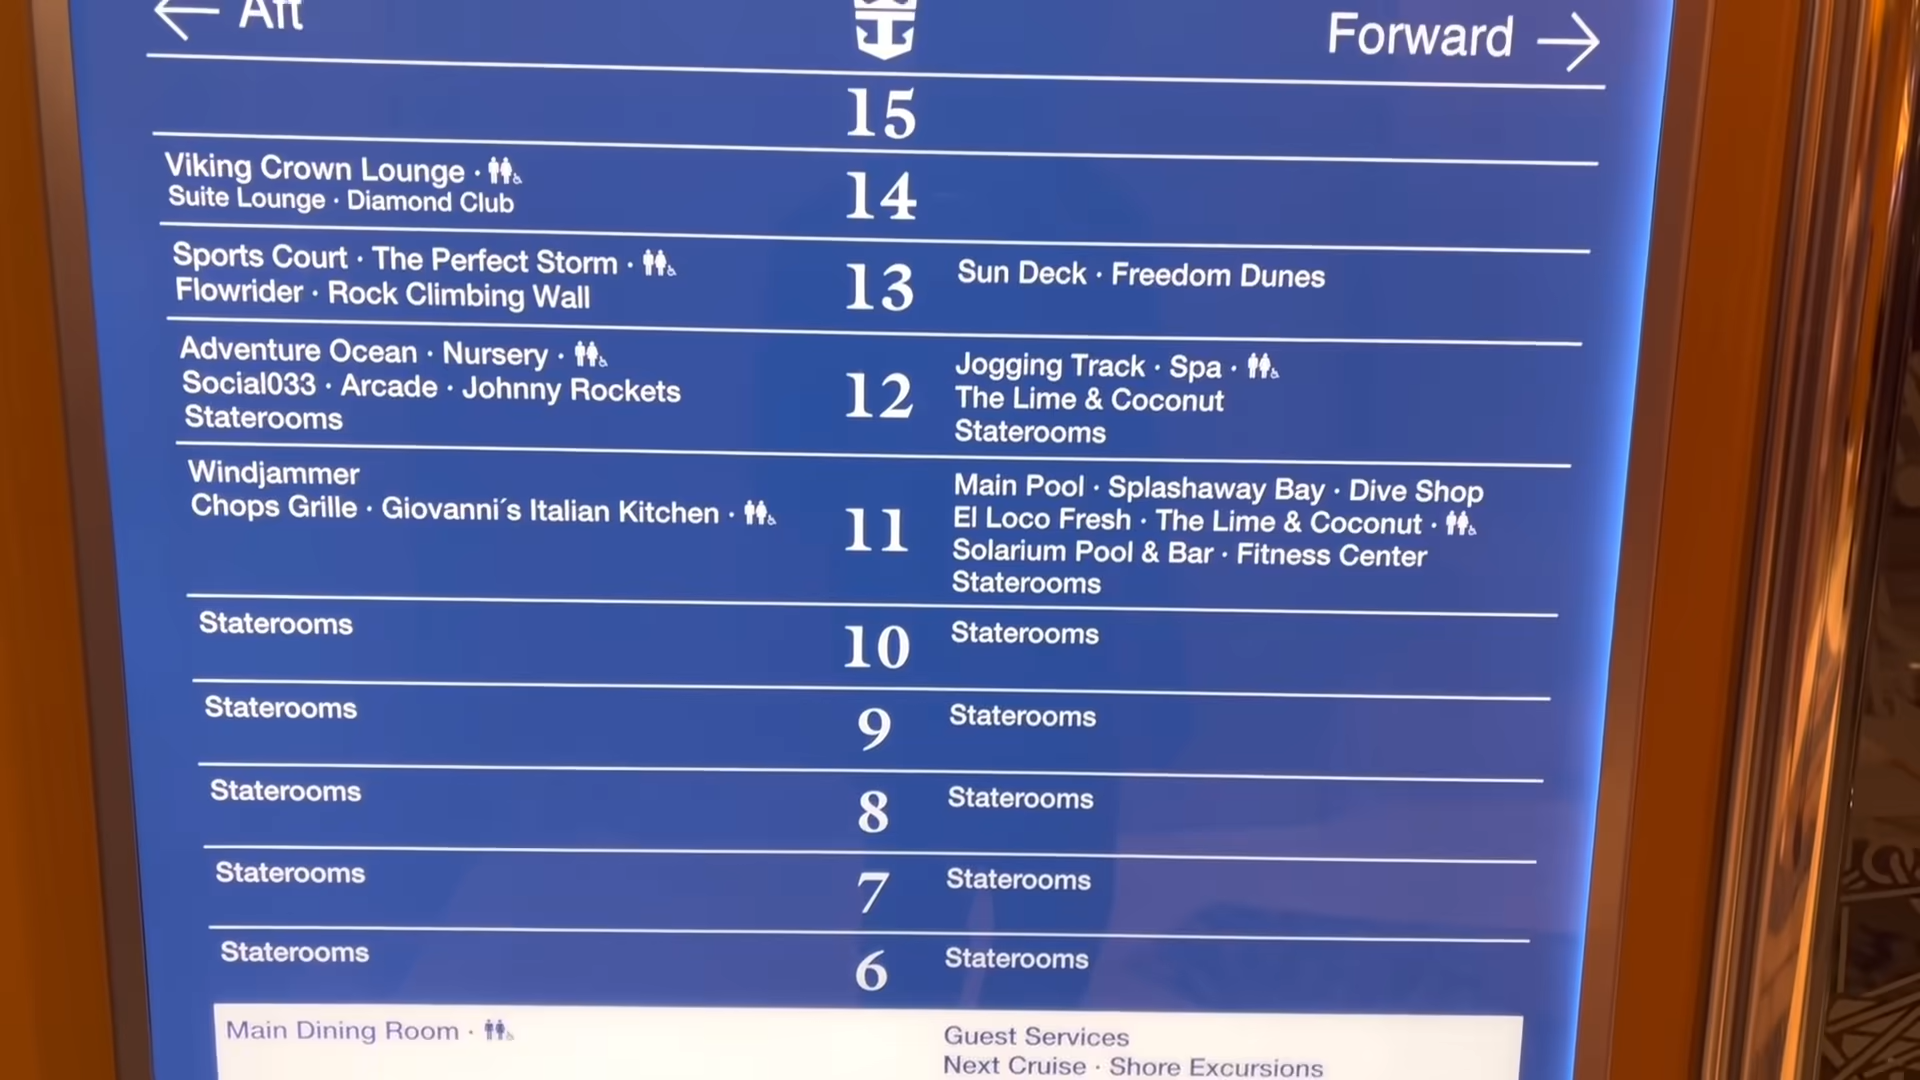 ← Aft
Forward →
15
Viking Crown Lounge ·
Suite Lounge · Diamond Club
14
Sports Court · The Perfect Storm ·
Flowrider · Rock Climbing Wall
13
Sun Deck · Freedom Dunes
Adventure Ocean · Nursery ·
Social033 · Arcade · Johnny Rockets
Staterooms
12
Jogging Track · Spa ·
The Lime & Coconut
Staterooms
Windjammer
Chops Grille · Giovanni´s Italian Kitchen ·
11
Main Pool · Splashaway Bay · Dive Shop
El Loco Fresh · The Lime & Coconut ·
Solarium Pool & Bar · Fitness Center
Staterooms
Staterooms
10
Staterooms
Staterooms
9
Staterooms
Staterooms
8
Staterooms
Staterooms
7
Staterooms
Staterooms
6
Staterooms
Main Dining Room ·
Guest Services
Next Cruise · Shore Excursions